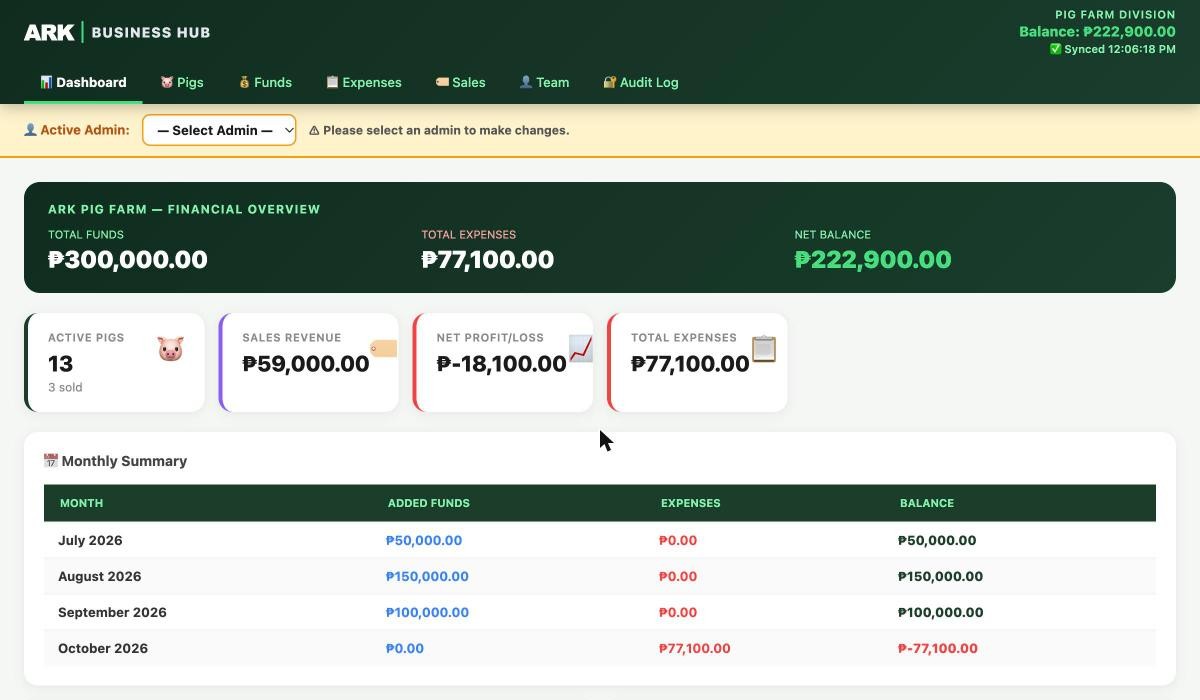 ARK | BUSINESS HUB
PIG FARM DIVISION
Balance: ₱222,900.00
✅ Synced 12:06:18 PM
📊 Dashboard 🐷 Pigs 💰 Funds 📋 Expenses 🏷️ Sales 👤 Team 🔐 Audit Log
👤 Active Admin: — Select Admin — ⚠ Please select an admin to make changes.
ARK PIG FARM — FINANCIAL OVERVIEW
TOTAL FUNDS TOTAL EXPENSES NET BALANCE
₱300,000.00 ₱77,100.00 ₱222,900.00
ACTIVE PIGS SALES REVENUE NET PROFIT/LOSS TOTAL EXPENSES
13 ₱59,000.00 ₱-18,100.00 ₱77,100.00
3 sold
📅 Monthly Summary
MONTH ADDED FUNDS EXPENSES BALANCE
July 2026 ₱50,000.00 ₱0.00 ₱50,000.00
August 2026 ₱150,000.00 ₱0.00 ₱150,000.00
September 2026 ₱100,000.00 ₱0.00 ₱100,000.00
October 2026 ₱0.00 ₱77,100.00 ₱-77,100.00